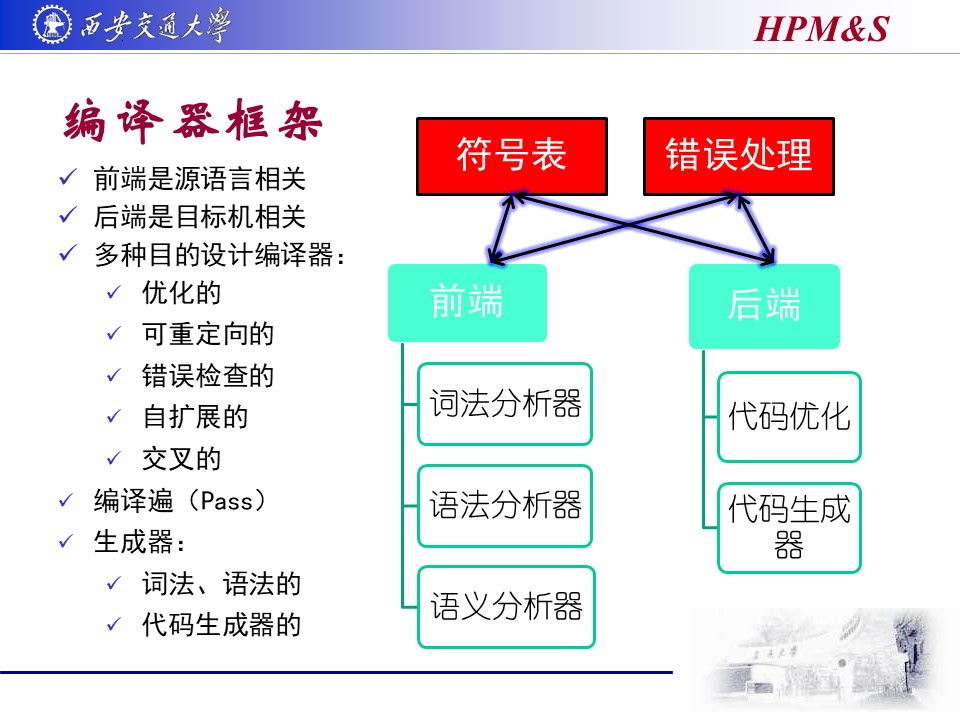 西安交通大学
HPM&S
编译器框架
前端是源语言相关
后端是目标机相关
多种目的设计编译器：
优化的
可重定向的
错误检查的
自扩展的
交叉的
编译遍（Pass）
生成器：
词法、语法的
代码生成器的
符号表
错误处理
前端
后端
词法分析器
语法分析器
语义分析器
代码优化
代码生成
器